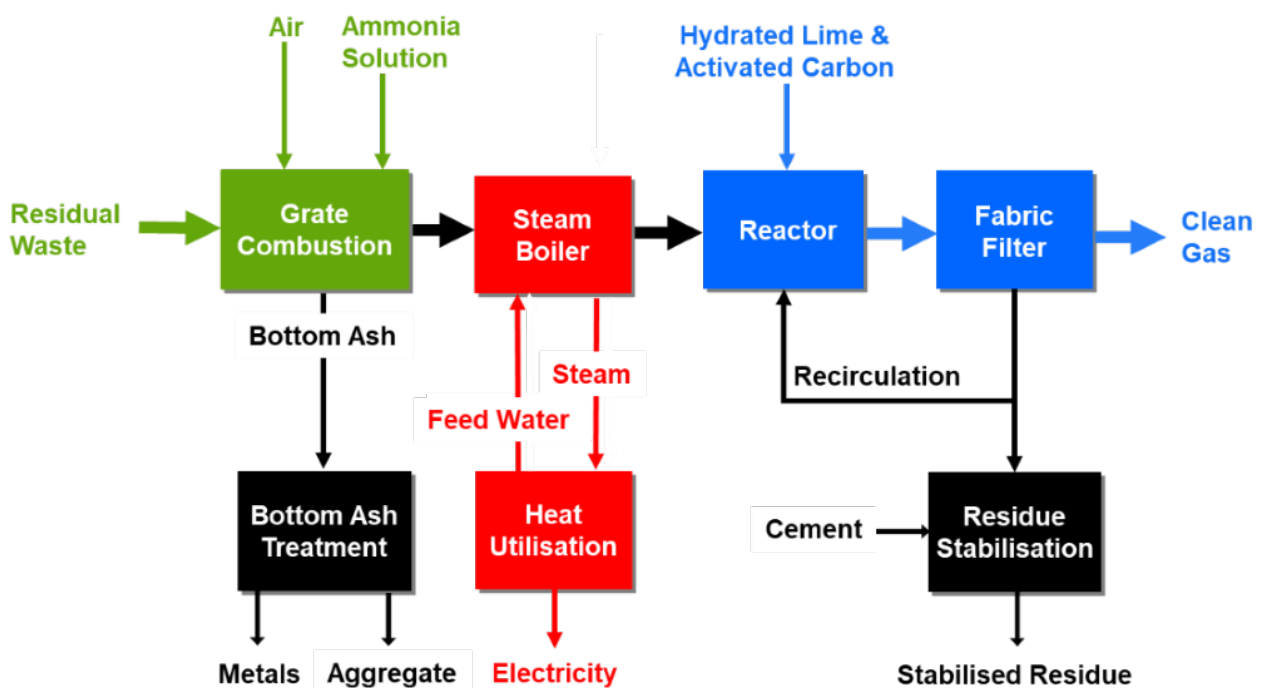 Air
Ammonia
Solution
Hydrated Lime &
Activated Carbon
Residual
Waste
Grate
Combustion
Steam
Boiler
Reactor
Fabric
Filter
Clean
Gas
Bottom Ash
Steam
Feed Water
Recirculation
Bottom Ash
Treatment
Heat
Utilisation
Cement
Residue
Stabilisation
Metals
Aggregate
Electricity
Stabilised Residue